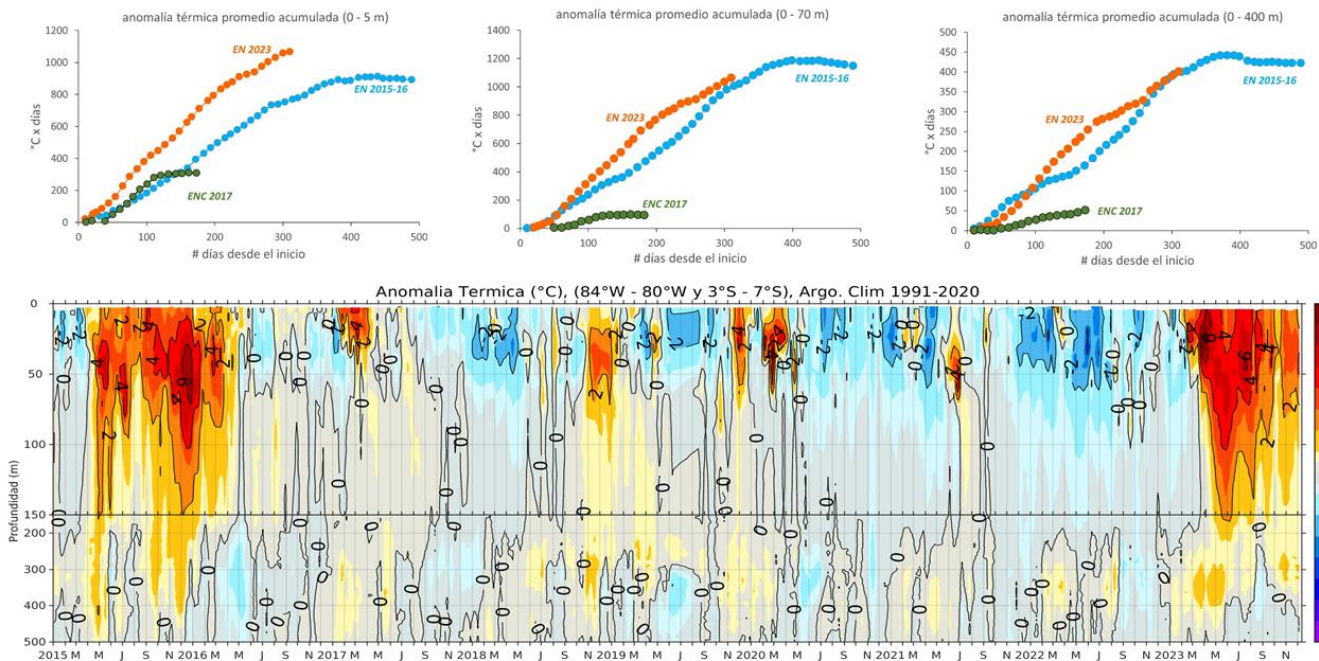 anomalía térmica promedio acumulada (0 - 5 m)
1200
1000
800
600
400
200
0
°C x días
EN 2023
EN 2015-16
ENC 2017
0 100 200 300 400 500
# días desde el inicio
anomalía térmica promedio acumulada (0 - 70 m)
1400
1200
1000
800
600
400
200
0
°C x días
EN 2023
EN 2015-16
ENC 2017
0 100 200 300 400 500
# días desde el inicio
anomalía térmica promedio acumulada (0 - 400 m)
500
450
400
350
300
250
200
150
100
50
0
°C x días
EN 2023
EN 2015-16
ENC 2017
0 100 200 300 400 500
# días desde el inicio
Anomalia Termica (°C), (84°W - 80°W y 3°S - 7°S), Argo. Clim 1991-2020
Profundidad (m)
0
50
100
150
200
300
400
500
2015 M M J S 2016 M M J S N 2017 M M J S N 2018 M M J S N 2019 M M J S N 2020 M M J S N 2021 M M J S N 2022 M M J S N 2023 M M J S N